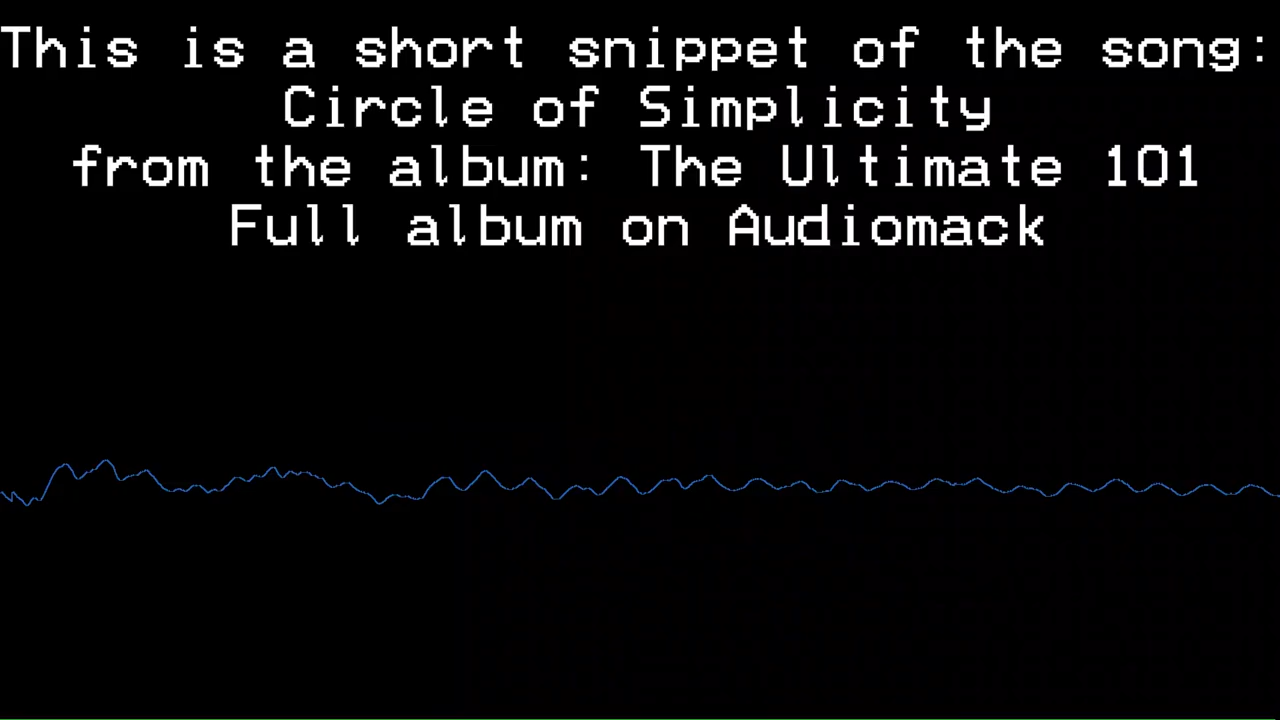 This is a short snippet of the song:
Circle of Simplicity
from the album: The Ultimate 101
Full album on Audiomack